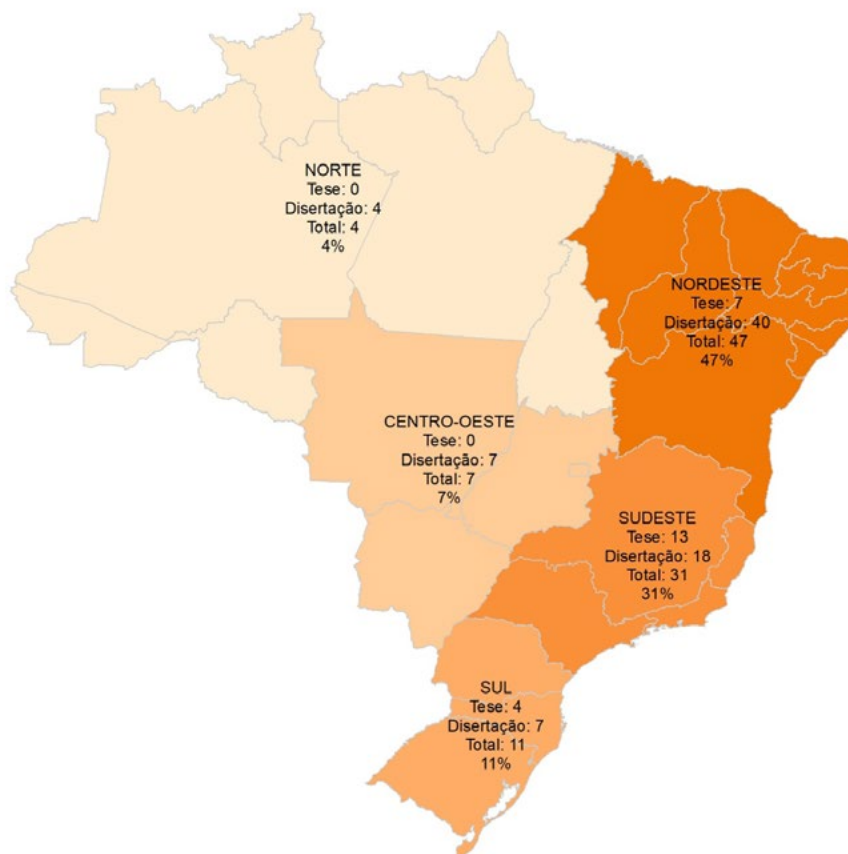 NORTE
Tese: 0
Disertação: 4
Total: 4
4%
NORDESTE
Tese: 7
Disertação: 40
Total: 47
47%
CENTRO-OESTE
Tese: 0
Disertação: 7
Total: 7
7%
SUDESTE
Tese: 13
Disertação: 18
Total: 31
31%
SUL
Tese: 4
Disertação: 7
Total: 11
11%